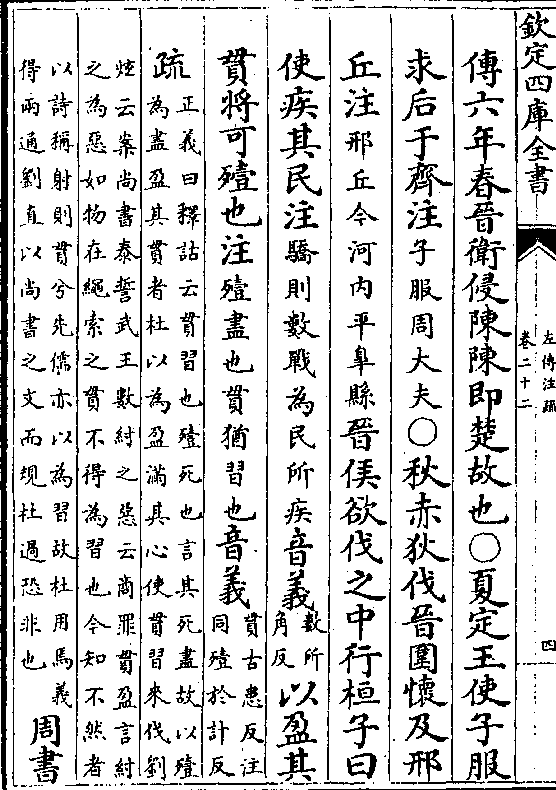 欽定四庫全書
左傳注疏
卷二十二
四
傳六年春晉衛侵陳陳即楚故也○夏定王使子服
求后于齊注子服周大夫○秋赤狄伐晉圍懷及邢
丘注邢丘今河内平臯縣晉侯欲伐之中行桓子曰
使疾其民注驕則數戰為民所疾音義數所角反以盈其
貫將可殪也注殪盡也貫猶習也音義貫古患反注同殪於計反
疏正義曰釋詁云貫習也殪死也言其死盡故以殪
為盡盈其貫者杜以為盈滿其心使貫習來伐劉
炫云案尚書泰誓武王數紂之惡云商罪貫盈言紂
之為惡如物在繩索之貫不得為習也今知不然者
以詩稱射則貫兮先儒亦以為習故杜用焉義
得兩通劉直以尚書之文而規杜過恐非也周書